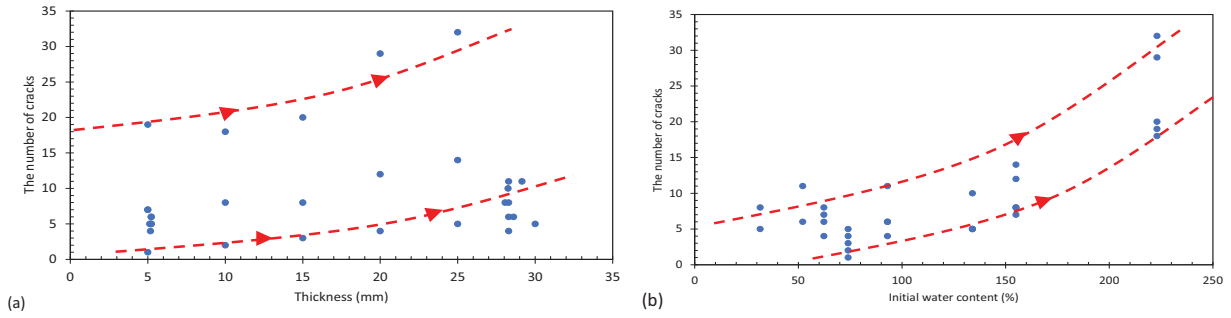 The number of cracks
35
30
25
20
15
10
5
0
0 5 10 15 20 25 30 35
Thickness (mm)
(a)
The number of cracks
35
30
25
20
15
10
5
0
0 50 100 150 200 250
Initial water content (%)
(b)